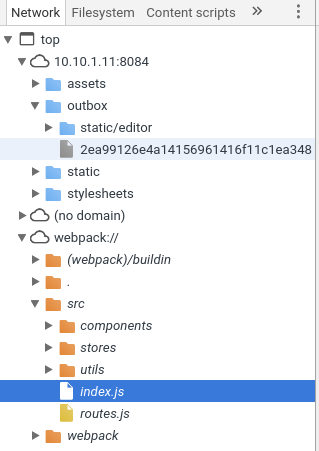 Network Filesystem Content scripts »
top
10.10.1.11:8084
assets
outbox
static/editor
2ea99126e4a14156961416f11c1ea348
static
stylesheets
(no domain)
webpack://
(webpack)/buildin
.
src
components
stores
utils
index.js
routes.js
webpack